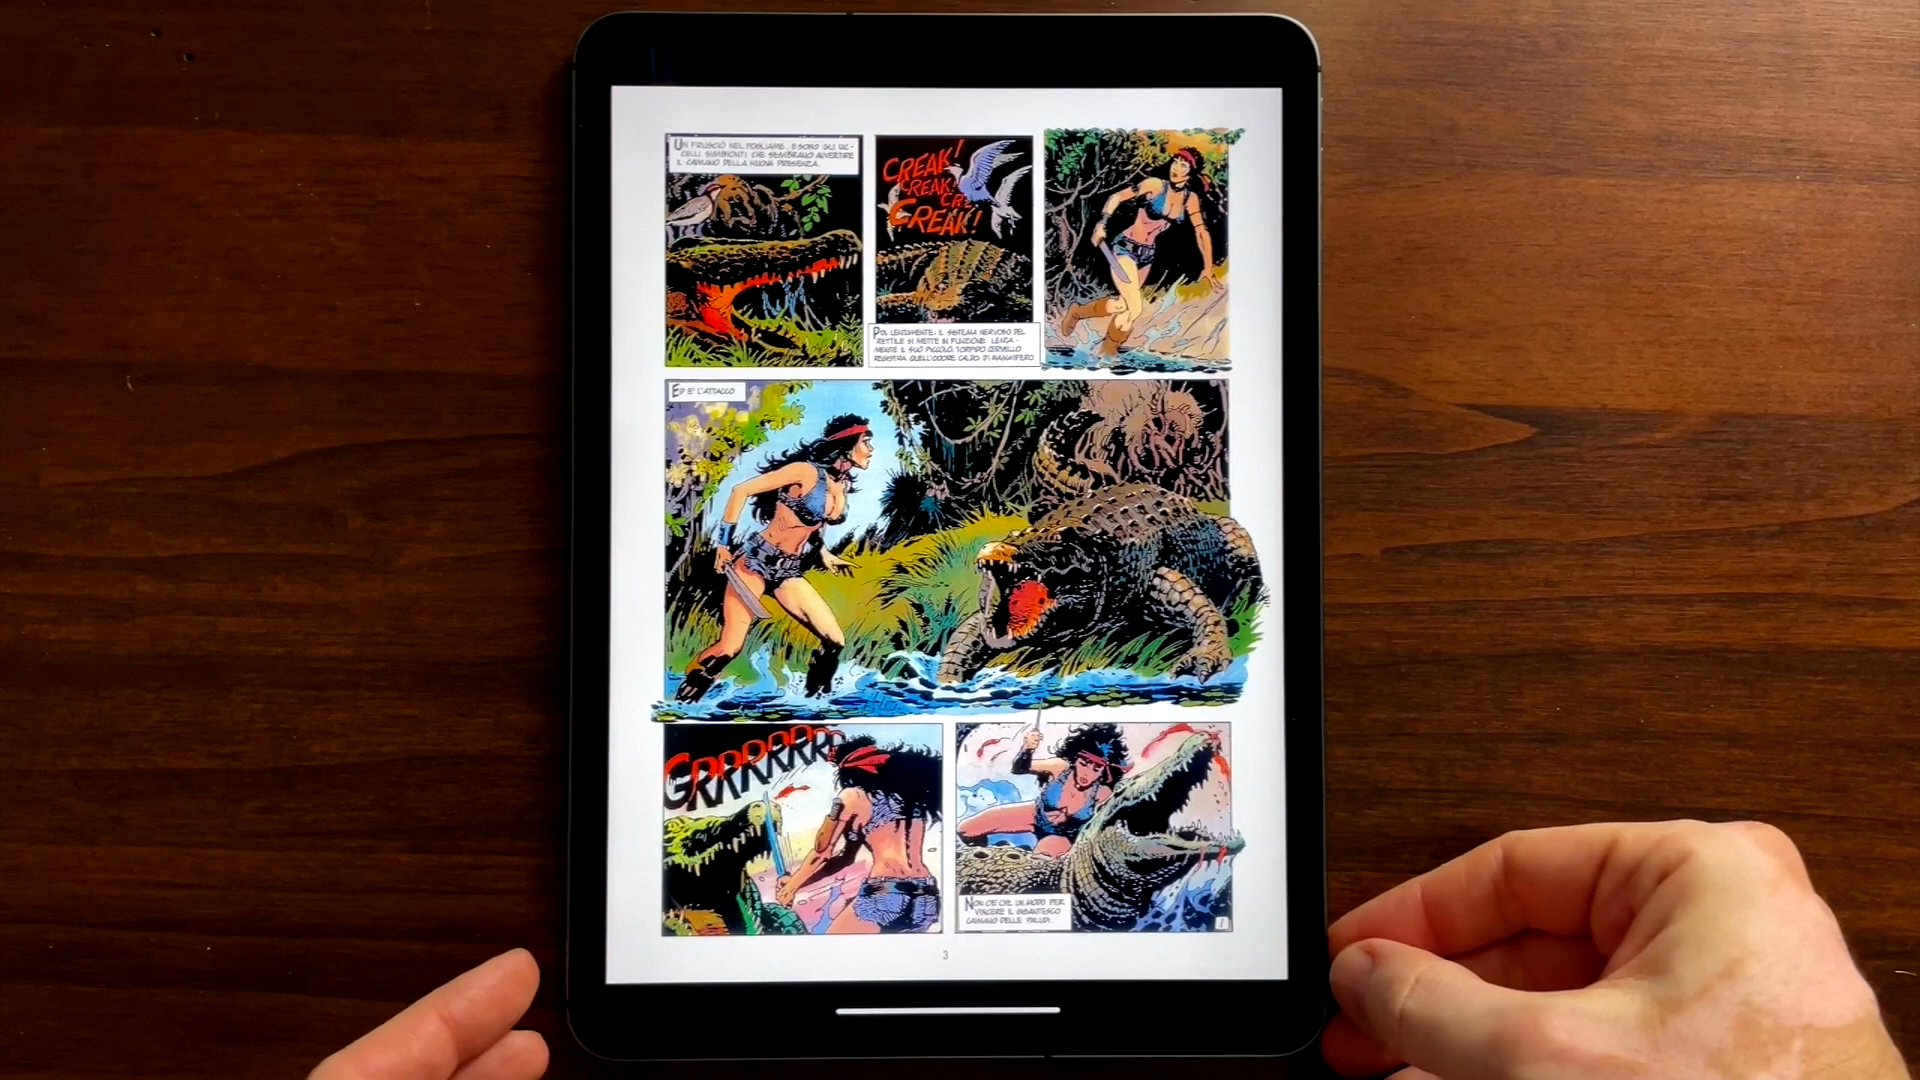 UN FRUSCIO NEL FOGLIAME. E SONO GLI UC-
CELLI SIMBIONTI CHE SEMBRANO AVVERTIRE
IL CAIMANO DELLA NUOVA PRESENZA.
CREAK!
CREAK!
CRE
CREAK!
POI, LENTAMENTE, IL SISTEMA NERVOSO DEL
RETTILE SI METTE IN FUNZIONE. LENTA-
MENTE IL SUO PICCOLO, TORPIDO CERVELLO
REGISTRA QUELL'ODORE CALDO, DI MAMMIFERO
ED E' L'ATTACCO
GRRRRRR
NON C'E' CHE UN MODO PER
VINCERE IL GIGANTESCO
CAIMANO DELLE PALUDI.
1
3